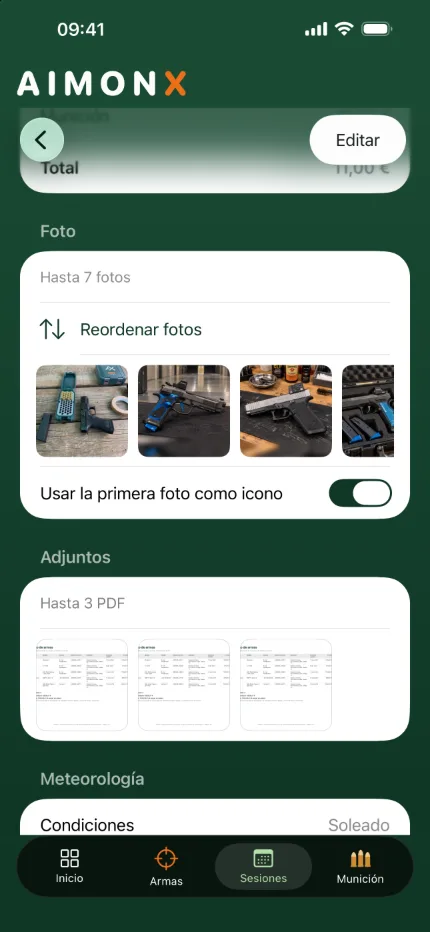 09:41
AIMONX
Munición
Editar
Total 11,00 €
Foto
Hasta 7 fotos
Reordenar fotos
Usar la primera foto como icono
Adjuntos
Hasta 3 PDF
Meteorología
Condiciones Soleado
Inicio
Armas
Sesiones
Munición